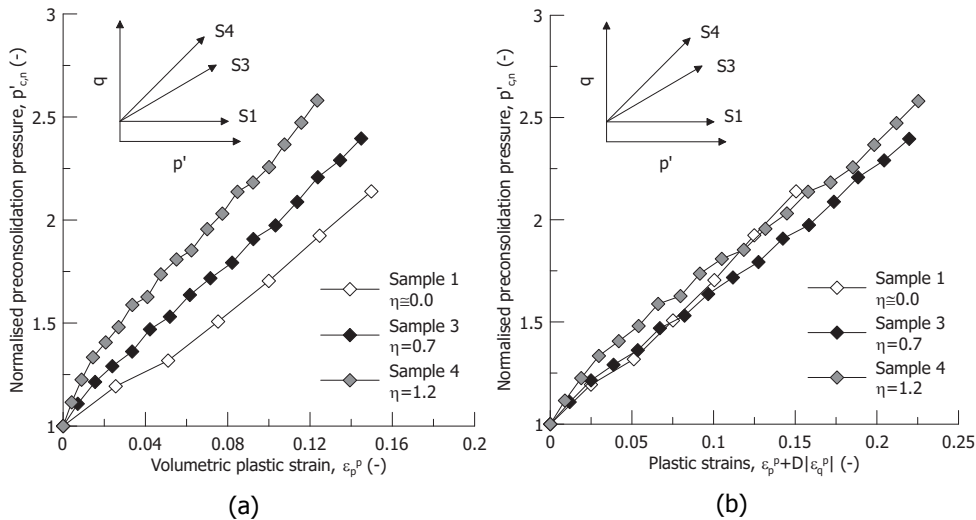 Normalised preconsolidation pressure, p'c,n (-)
2.5
2
1.5
1
0
0.04
0.08
0.12
0.16
0.2
Volumetric plastic strain, εpᵖ (-)
q
p'
S4
S3
S1
Sample 1
η≅0.0
Sample 3
η=0.7
Sample 4
η=1.2
(a)
Normalised preconsolidation pressure, p'c,n (-)
2.5
2
1.5
1
0
0.05
0.1
0.15
0.2
0.25
Plastic strains, εpᵖ+D|εqᵖ| (-)
q
p'
S4
S3
S1
Sample 1
η≅0.0
Sample 3
η=0.7
Sample 4
η=1.2
(b)